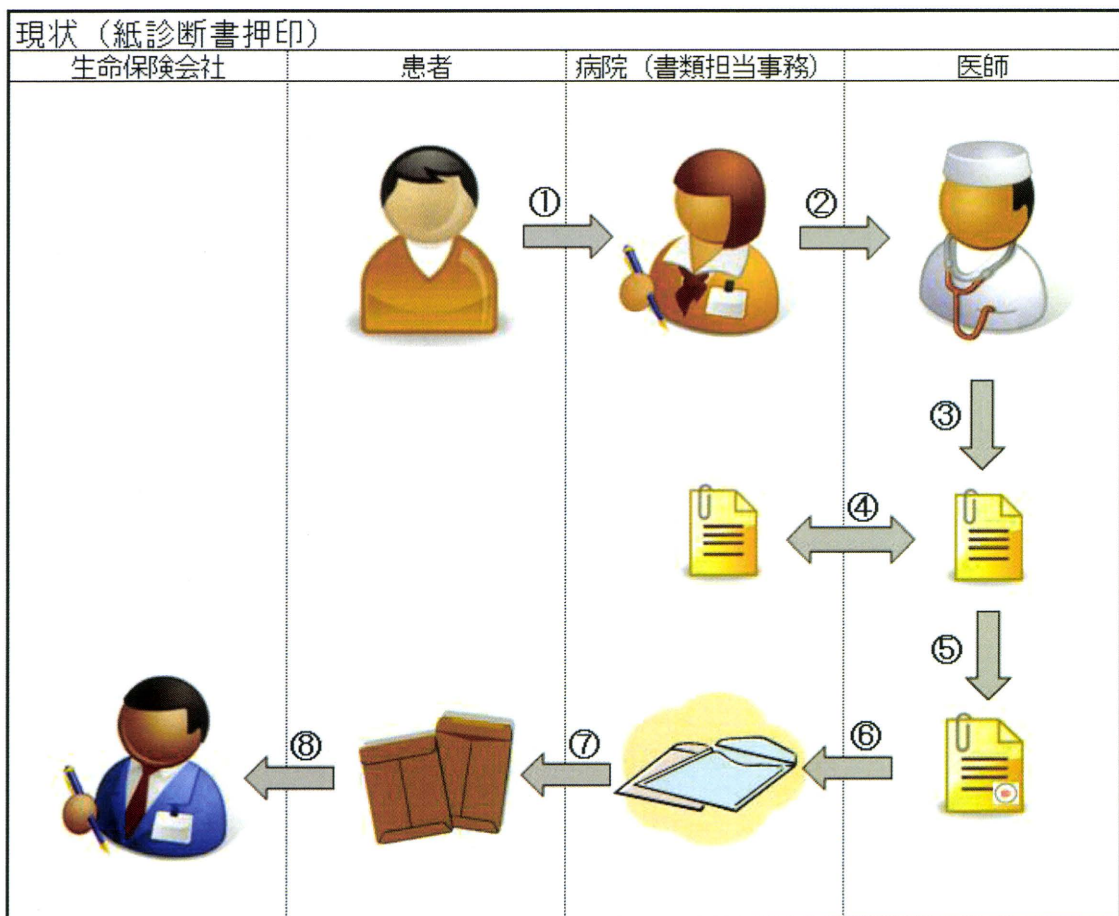 現状（紙診断書押印）
生命保険会社 患者 病院（書類担当事務） 医師
① ②
③
④
⑤
⑧ ⑦ ⑥